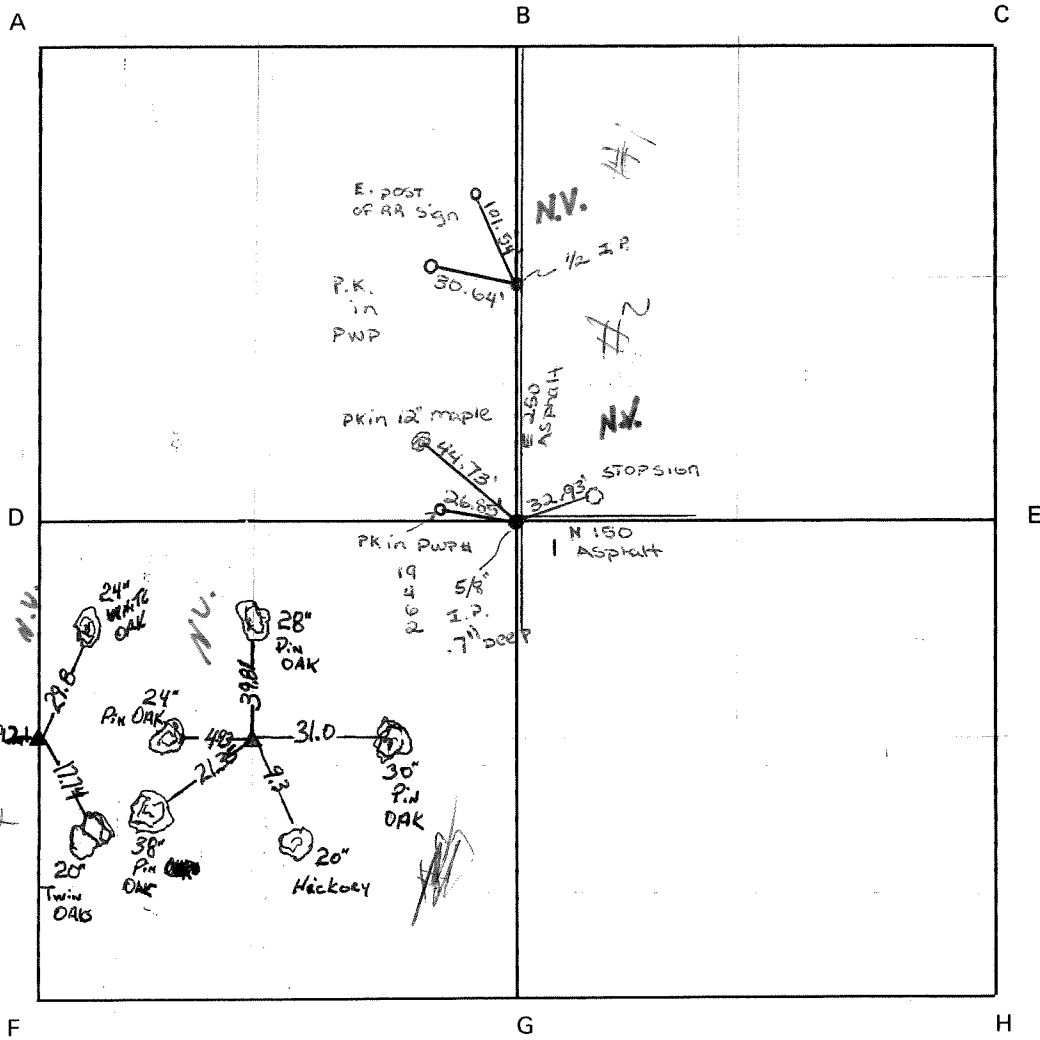 A
B
C
#1
E. POST
OF RR Sign
101.54'
N.V.
1/2 I.P.
30.64'
P.K.
in
PWP
#2
E 250
Asphalt
N.V.
PK in 12" maple
44.73'
STOP SIGN
32.93'
26.85'
D
E
PK in PWP#
19
4
6
2
5/8"
I.P.
.7' Deep
I
N 150
Asphalt
N.V.
24"
WHITE
OAK
N.V.
28"
Pin
OAK
29.8
39.81
24"
Pin OAK
31.0
21.35
9.3
17.74
30"
Pin
OAK
38"
Pin
OAK
20"
Hickory
20"
Twin
OAKS
F
G
H